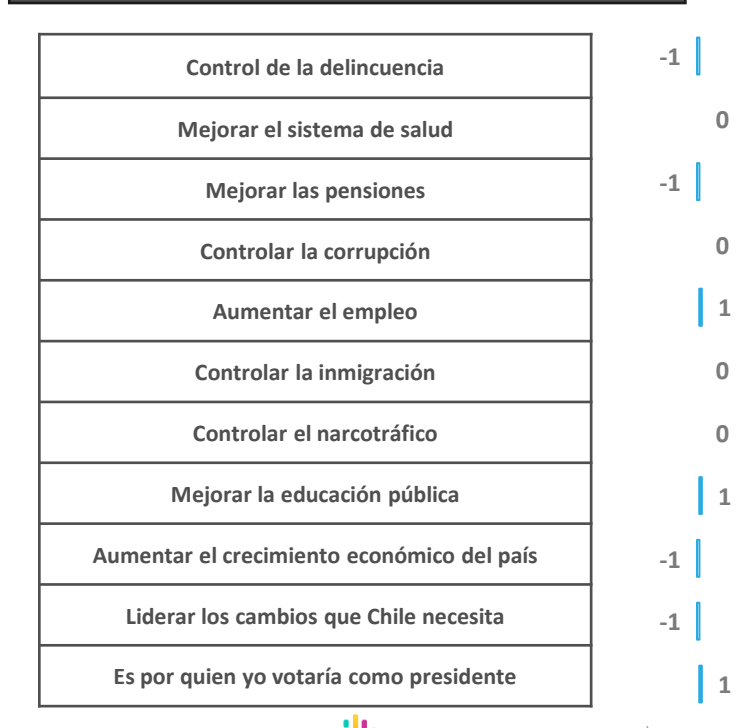 Control de la delincuencia -1
Mejorar el sistema de salud 0
Mejorar las pensiones -1
Controlar la corrupción 0
Aumentar el empleo 1
Controlar la inmigración 0
Controlar el narcotráfico 0
Mejorar la educación pública 1
Aumentar el crecimiento económico del país -1
Liderar los cambios que Chile necesita -1
Es por quien yo votaría como presidente 1